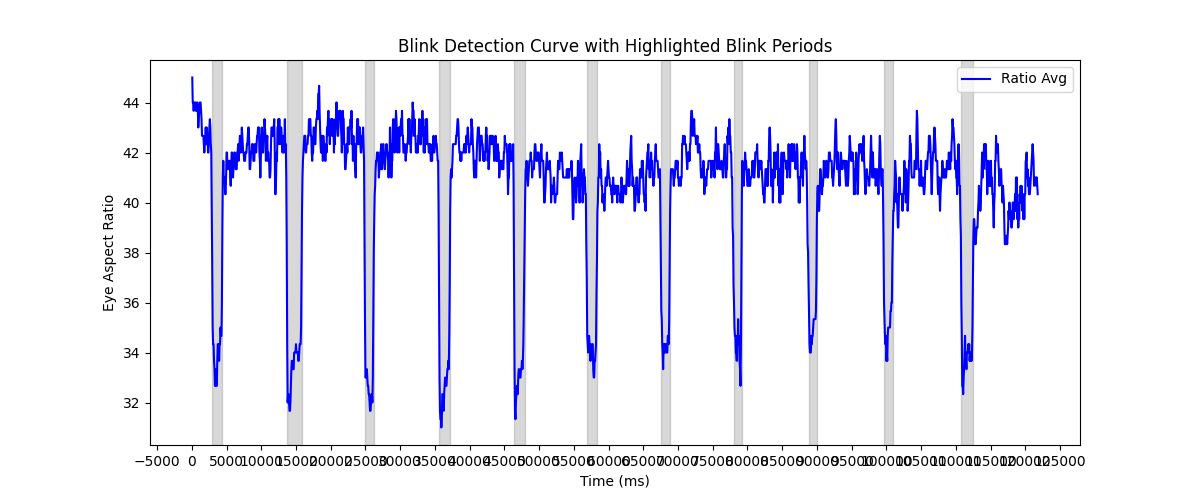 Blink Detection Curve with Highlighted Blink Periods
Ratio Avg
44
42
40
38
36
34
32
Eye Aspect Ratio
−5000 0 5000 10000 15000 20000 25000 30000 35000 40000 45000 50000 55000 60000 65000 70000 75000 80000 85000 90000 95000 100000 105000 110000 115000 120000 125000
Time (ms)